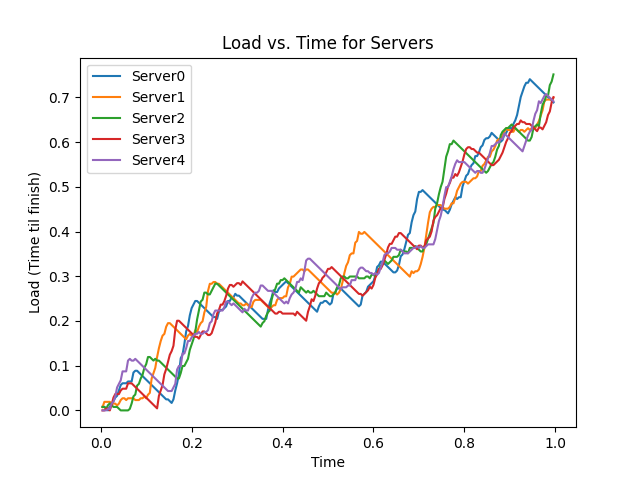 Load vs. Time for Servers
Server0
Server1
Server2
Server3
Server4
Load (Time til finish)
0.7
0.6
0.5
0.4
0.3
0.2
0.1
0.0
0.0 0.2 0.4 0.6 0.8 1.0
Time